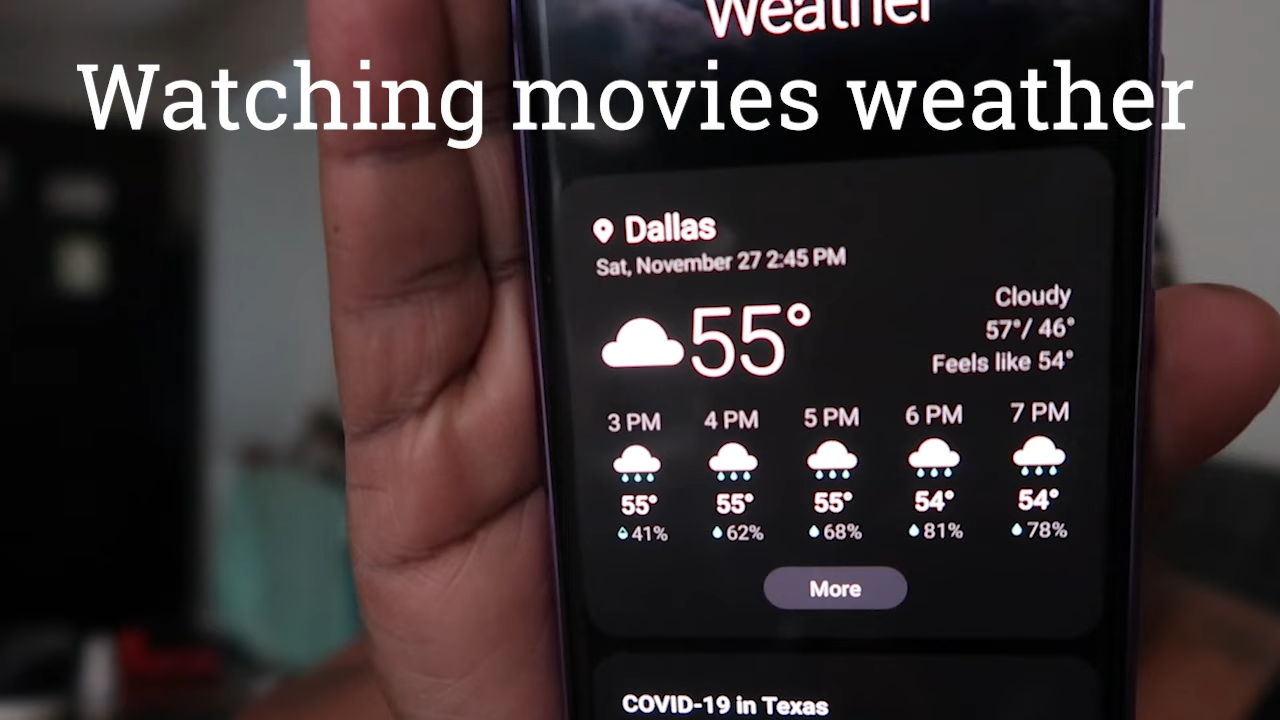 Weather
Watching movies weather
Dallas
Sat, November 27 2:45 PM
55°
Cloudy
57°/ 46°
Feels like 54°
3 PM 4 PM 5 PM 6 PM 7 PM
55° 55° 55° 54° 54°
41% 62% 68% 81% 78%
More
COVID-19 in Texas